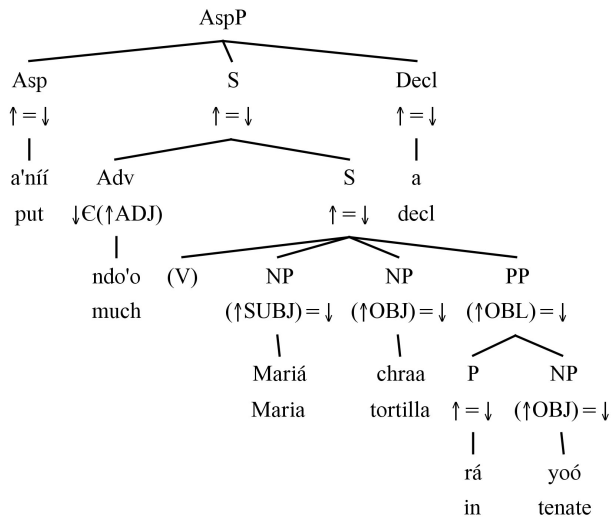 AspP
Asp S Decl
↑=↓ ↑=↓ ↑=↓
a'níí Adv S a
put ↓Є(↑ADJ) ↑=↓ decl
ndo'o (V) NP NP PP
much (↑SUBJ)=↓ (↑OBJ)=↓ (↑OBL)=↓
Mariá chraa P NP
Maria tortilla ↑=↓ (↑OBJ)=↓
rá yoó
in tenate